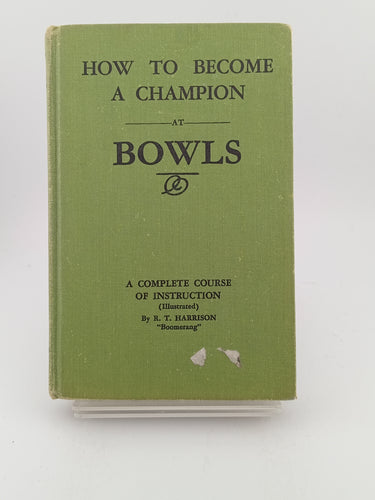 HOW TO BECOME
A CHAMPION
AT
BOWLS
A COMPLETE COURSE
OF INSTRUCTION
(Illustrated)
By R. T. HARRISON
"Boomerang"